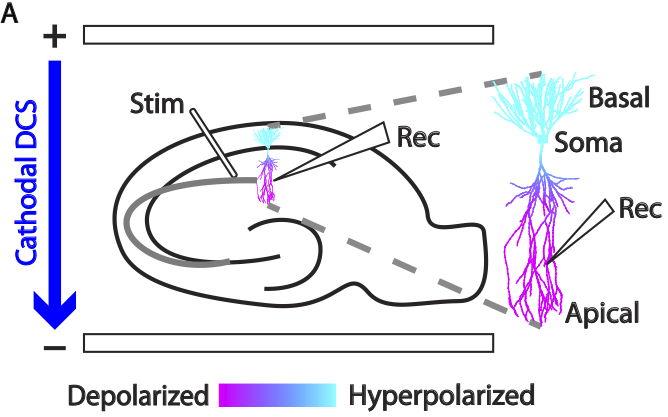 A
+
Cathodal DCS
−
Stim
Rec
Basal
Soma
Rec
Apical
Depolarized
Hyperpolarized